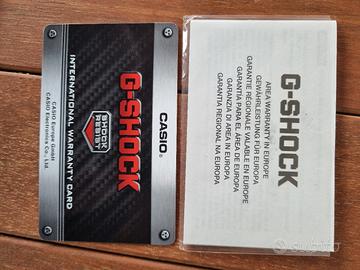 CASIO®
G-SHOCK
SHOCK
RESIST
INTERNATIONAL WARRANTY CARD
CASIO Europe GmbH
CASIO Electronics Co., Ltd.
G-SHOCK
AREA WARRANTY IN EUROPE
GEWÄHRLEISTUNG FÜR EUROPA
GARANTIE REGIONALE VALABLE EN EUROPE
GARANTÍA PARA EL ÁREA DE EUROPA
GARANZIA DI AREA IN EUROPA
GARANTIA REGIONAL NA EUROPA
subito